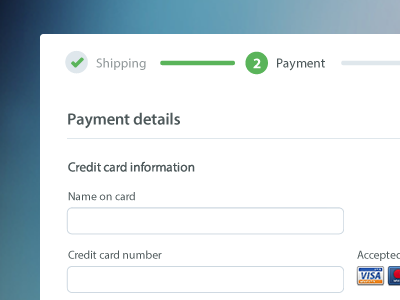 Shipping 2 Payment
Payment details
Credit card information
Name on card
Credit card number Accepted
VISA